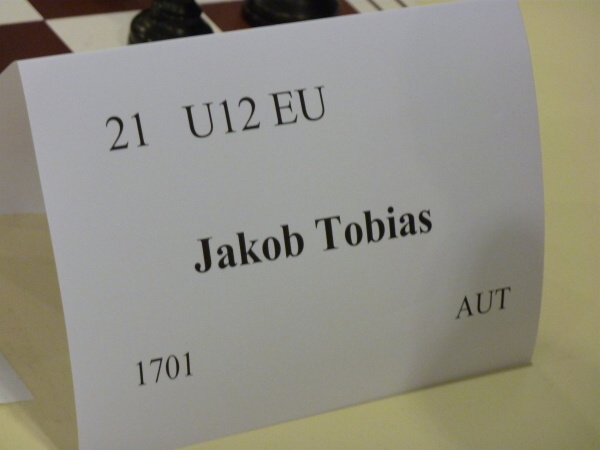 21 U12 EU
Jakob Tobias
AUT
1701